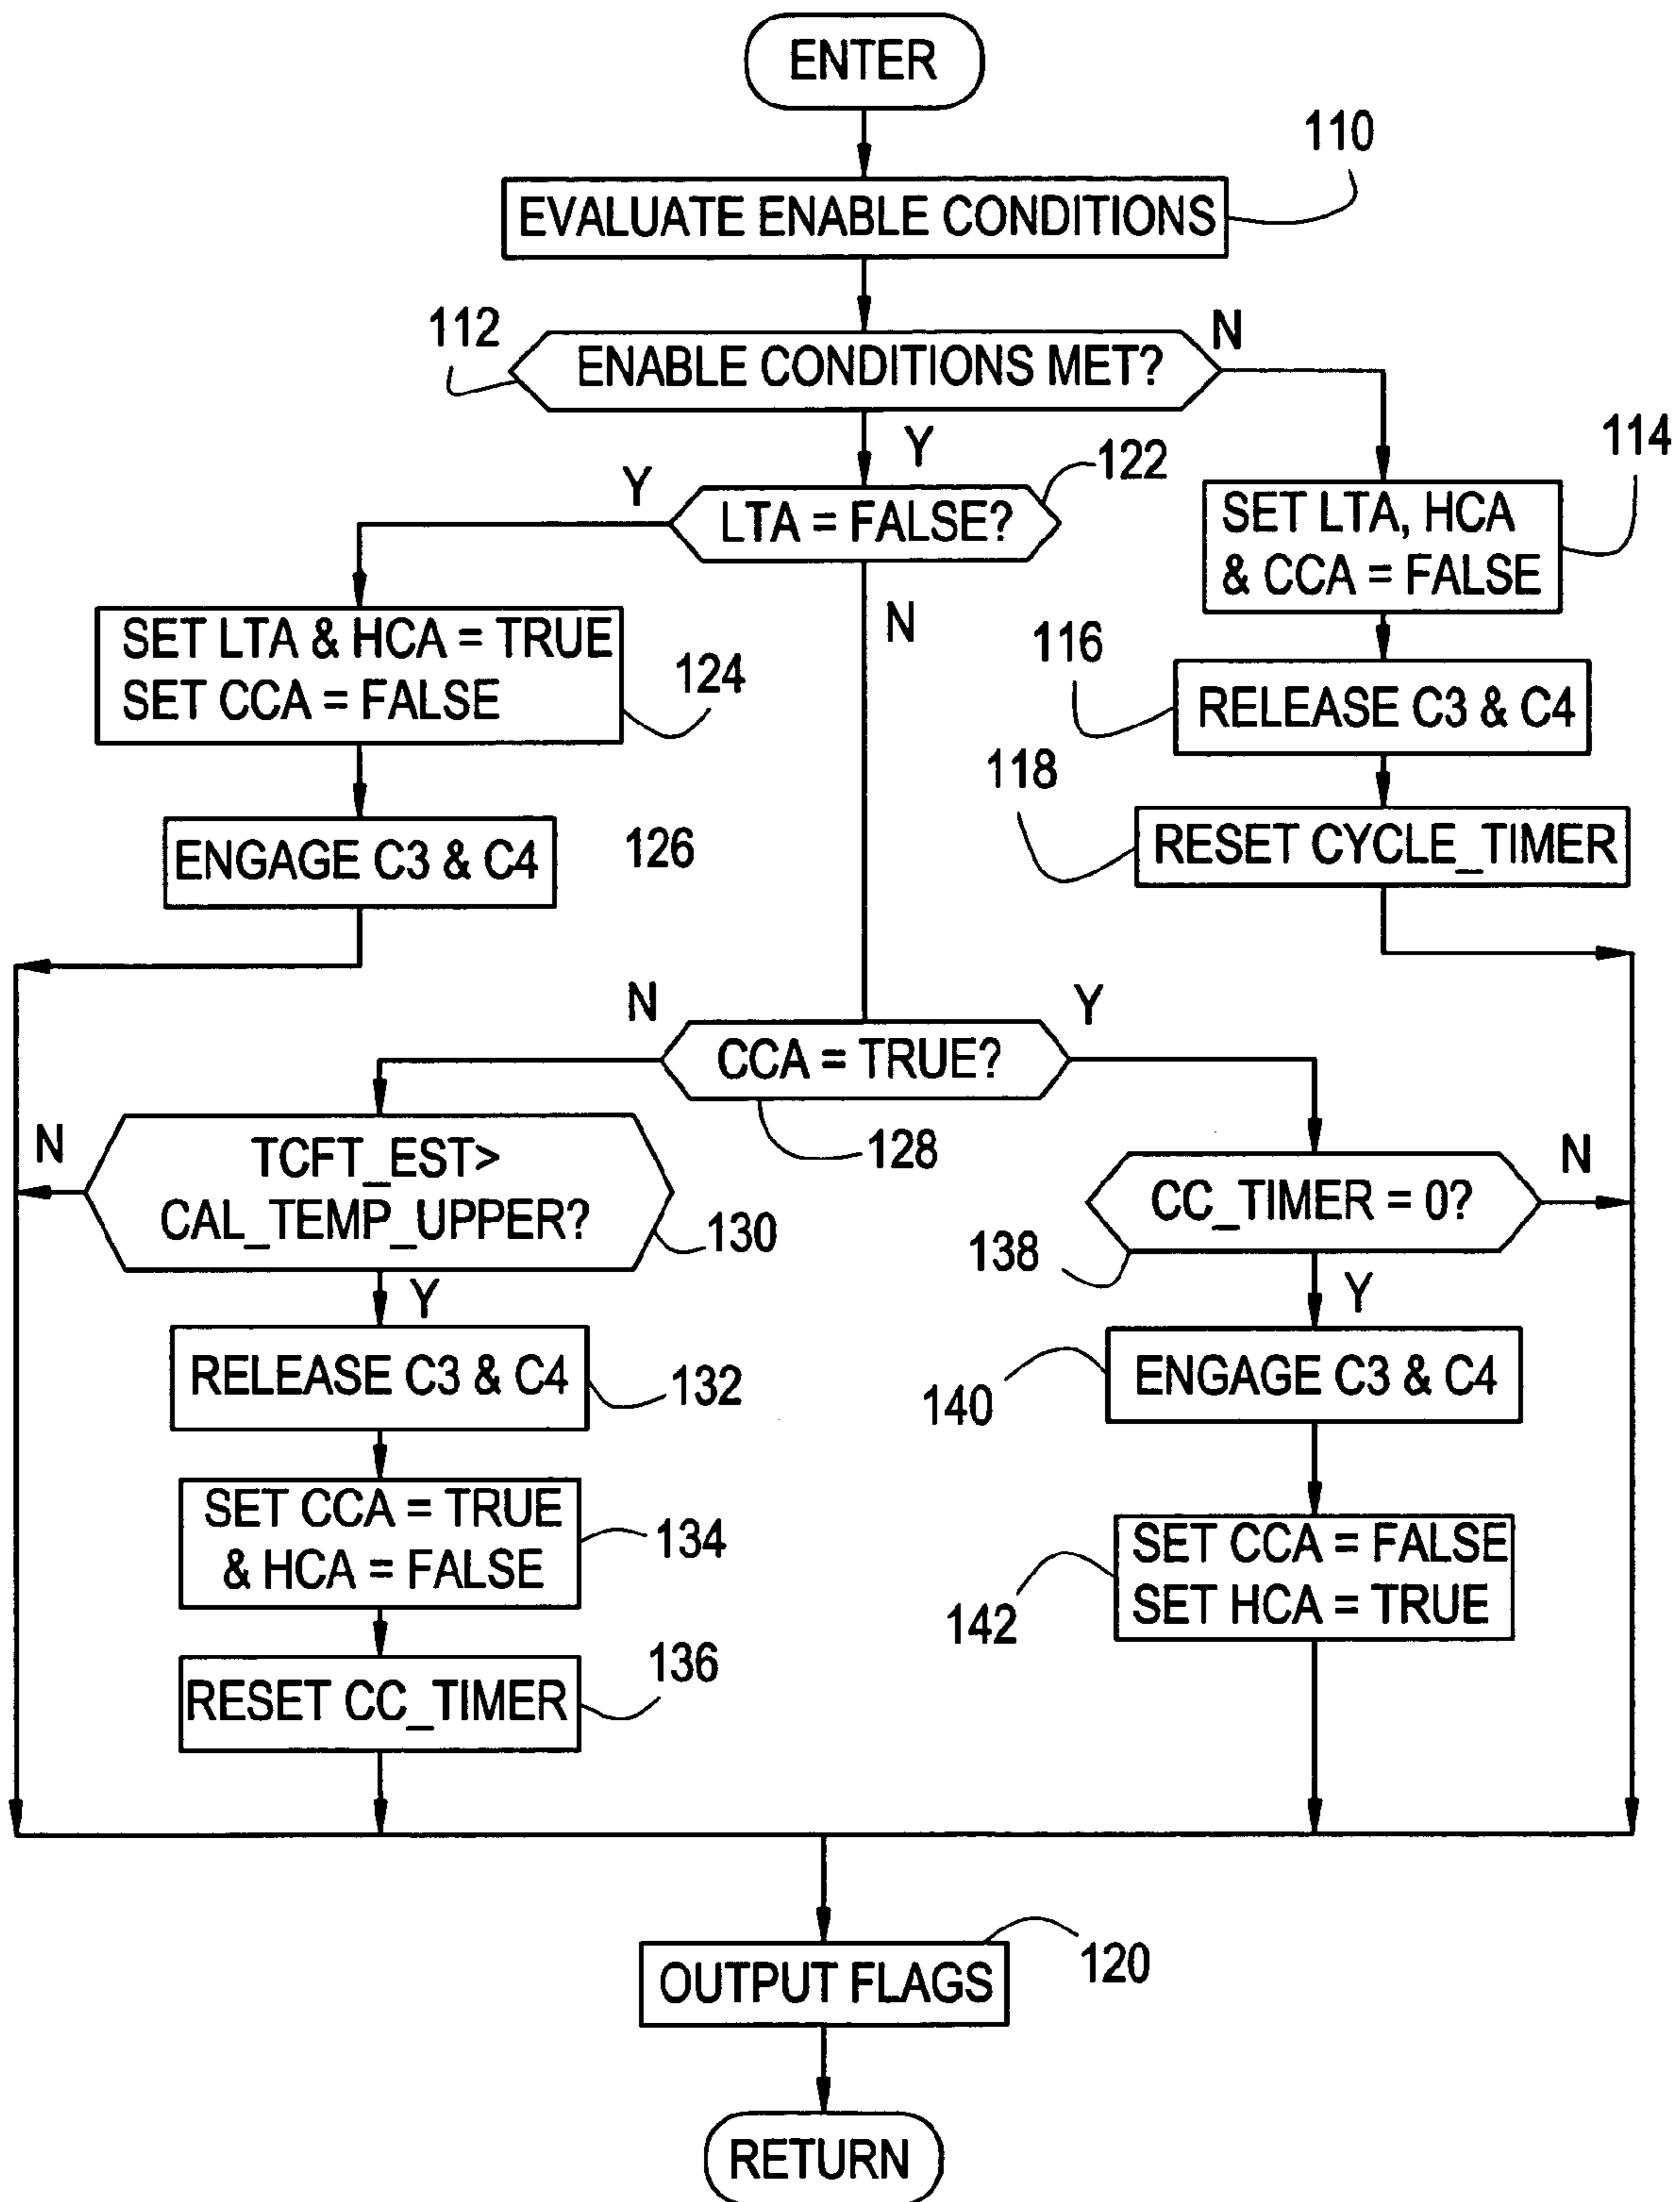 ENTER
110
EVALUATE ENABLE CONDITIONS
112
ENABLE CONDITIONS MET?
N
Y
122
Y
LTA = FALSE?
N
114
SET LTA, HCA
& CCA = FALSE
SET LTA & HCA = TRUE
SET CCA = FALSE
124
116
RELEASE C3 & C4
118
RESET CYCLE_TIMER
ENGAGE C3 & C4
126
N
CCA = TRUE?
Y
128
N
TCFT_EST>
CAL_TEMP_UPPER?
130
Y
CC_TIMER = 0?
N
138
Y
RELEASE C3 & C4
132
ENGAGE C3 & C4
140
SET CCA = TRUE
& HCA = FALSE
134
SET CCA = FALSE
SET HCA = TRUE
142
136
RESET CC_TIMER
OUTPUT FLAGS
120
RETURN